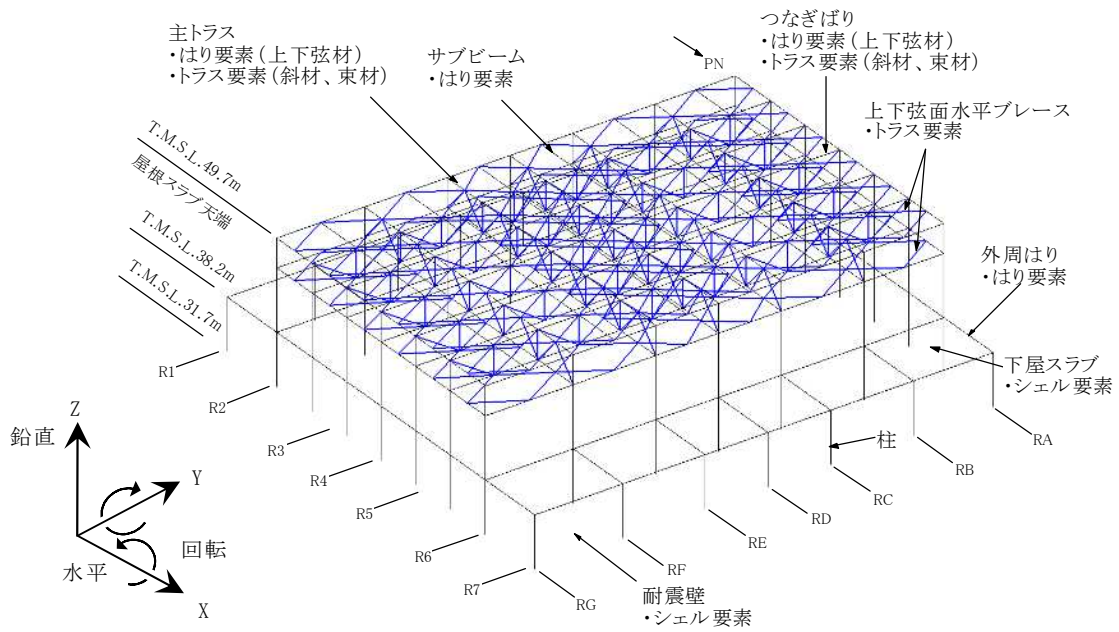 主トラス
・はり要素(上下弦材)
・トラス要素(斜材、束材)
サブビーム
・はり要素
PN
つなぎばり
・はり要素(上下弦材)
・トラス要素(斜材、束材)
上下弦面水平ブレース
・トラス要素
T.M.S.L.49.7m
屋根スラブ天端
T.M.S.L.38.2m
T.M.S.L.31.7m
外周はり
・はり要素
下屋スラブ
・シェル要素
R1
R2
R3
R4
R5
R6
R7
RG
RF
RE
RD
RC
RB
RA
柱
耐震壁
・シェル要素
Z
鉛直
Y
回転
水平
X